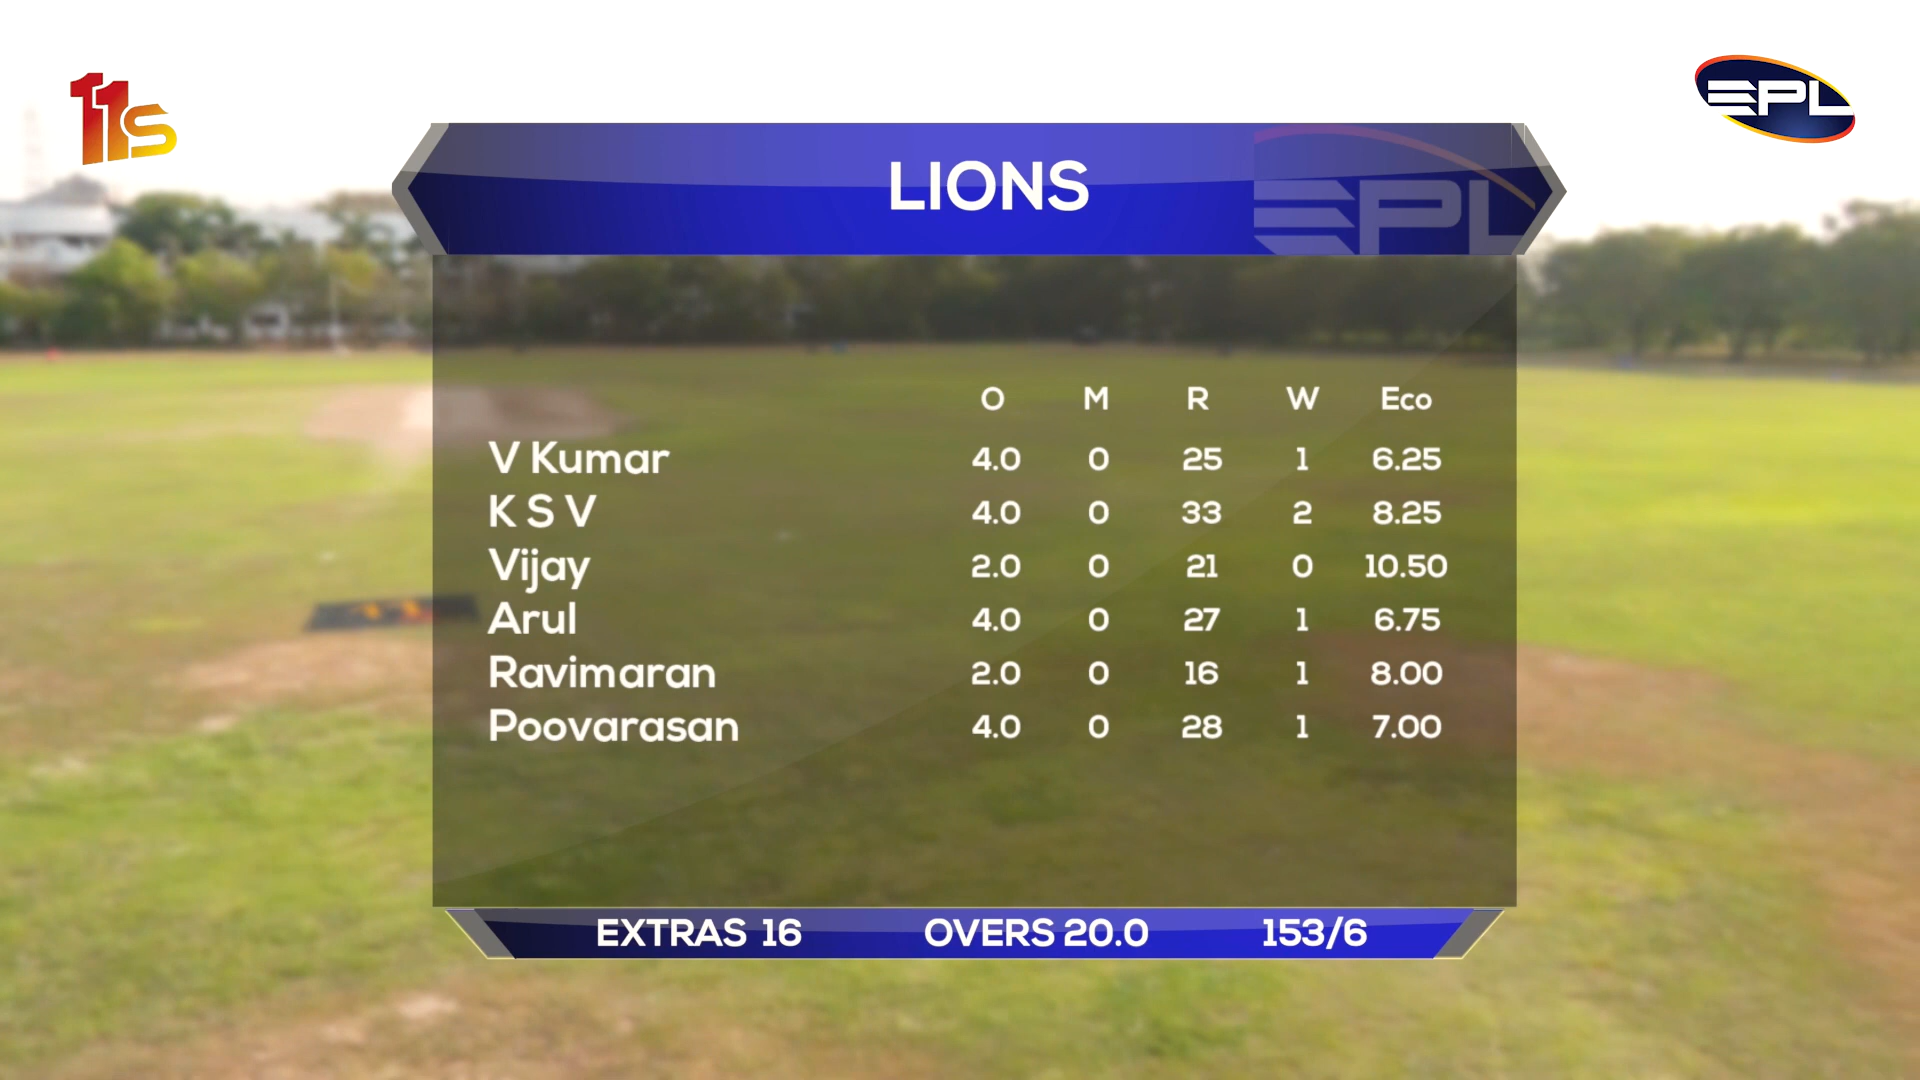 11s
EPL
LIONS
EPL
O M R W Eco
V Kumar 4.0 0 25 1 6.25
K S V 4.0 0 33 2 8.25
Vijay 2.0 0 21 0 10.50
Arul 4.0 0 27 1 6.75
Ravimaran 2.0 0 16 1 8.00
Poovarasan 4.0 0 28 1 7.00
EXTRAS 16 OVERS 20.0 153/6